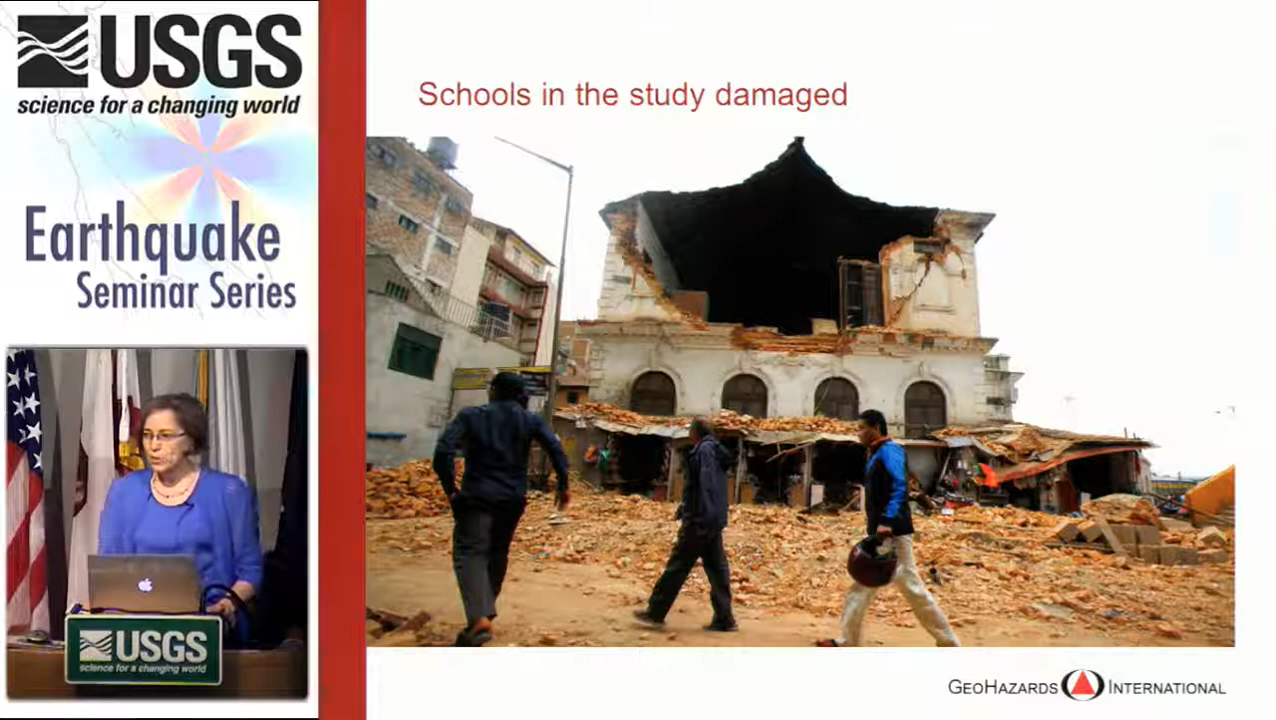 USGS
science for a changing world
Earthquake
Seminar Series
USGS
science for a changing world
Schools in the study damaged
GEOHAZARDS INTERNATIONAL